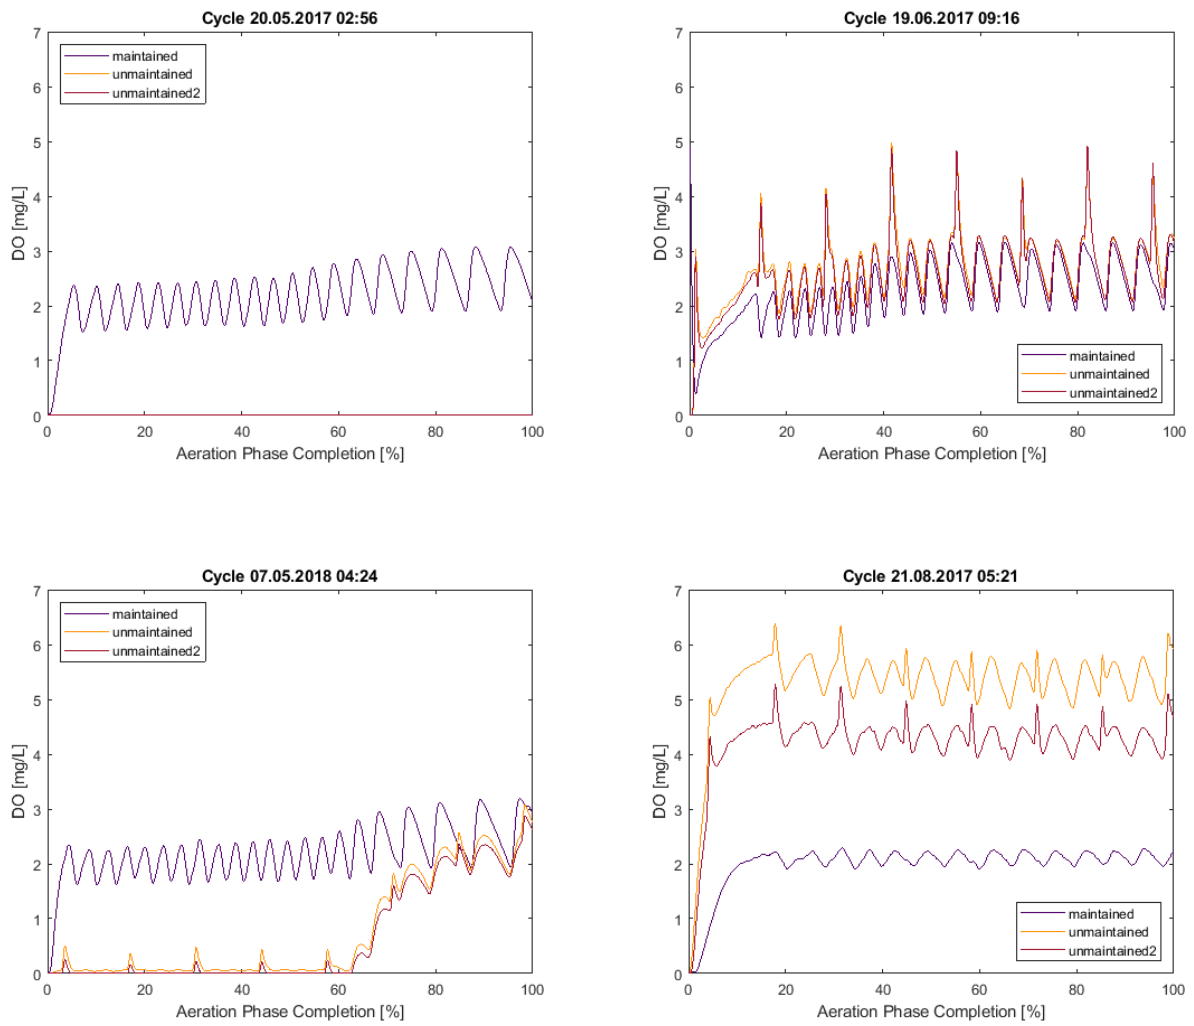 Cycle 20.05.2017 02:56
7
6
5
4
3
2
1
0
DO [mg/L]
maintained
unmaintained
unmaintained2
0 20 40 60 80 100
Aeration Phase Completion [%]
Cycle 19.06.2017 09:16
7
6
5
4
3
2
1
0
DO [mg/L]
maintained
unmaintained
unmaintained2
0 20 40 60 80 100
Aeration Phase Completion [%]
Cycle 07.05.2018 04:24
7
6
5
4
3
2
1
0
DO [mg/L]
maintained
unmaintained
unmaintained2
0 20 40 60 80 100
Aeration Phase Completion [%]
Cycle 21.08.2017 05:21
7
6
5
4
3
2
1
0
DO [mg/L]
maintained
unmaintained
unmaintained2
0 20 40 60 80 100
Aeration Phase Completion [%]